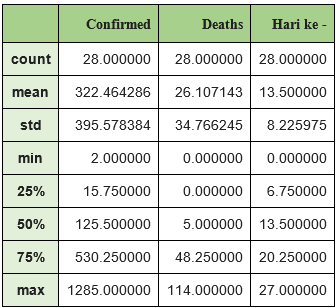 Confirmed Deaths Hari ke -
count 28.000000 28.000000 28.000000
mean 322.464286 26.107143 13.500000
std 395.578384 34.766245 8.225975
min 2.000000 0.000000 0.000000
25% 15.750000 0.000000 6.750000
50% 125.500000 5.000000 13.500000
75% 530.250000 48.250000 20.250000
max 1285.000000 114.000000 27.000000